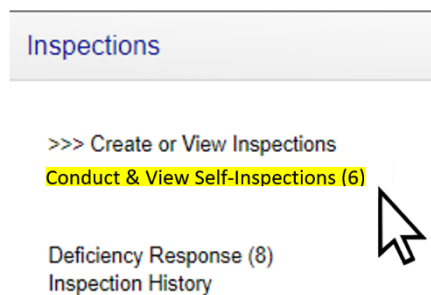 Inspections
>>> Create or View Inspections
Conduct & View Self-Inspections (6)
Deficiency Response (8)
Inspection History